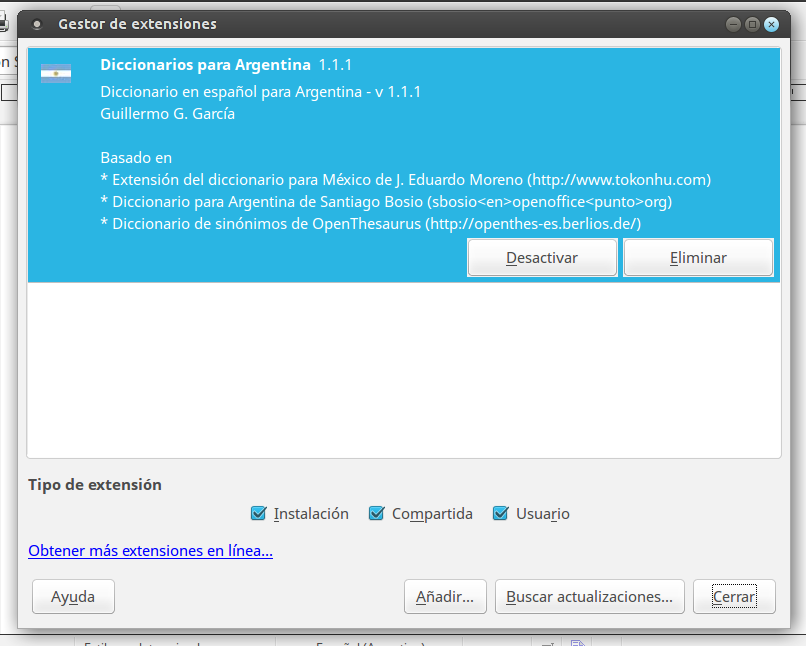 Gestor de extensiones
Diccionarios para Argentina 1.1.1
Diccionario en español para Argentina - v 1.1.1
Guillermo G. García
Basado en
* Extensión del diccionario para México de J. Eduardo Moreno (http://www.tokonhu.com)
* Diccionario para Argentina de Santiago Bosio (sbosio<en>openoffice<punto>org)
* Diccionario de sinónimos de OpenThesaurus (http://openthes-es.berlios.de/)
Desactivar Eliminar
Tipo de extensión
Instalación Compartida Usuario
Obtener más extensiones en línea...
Ayuda Añadir... Buscar actualizaciones... Cerrar